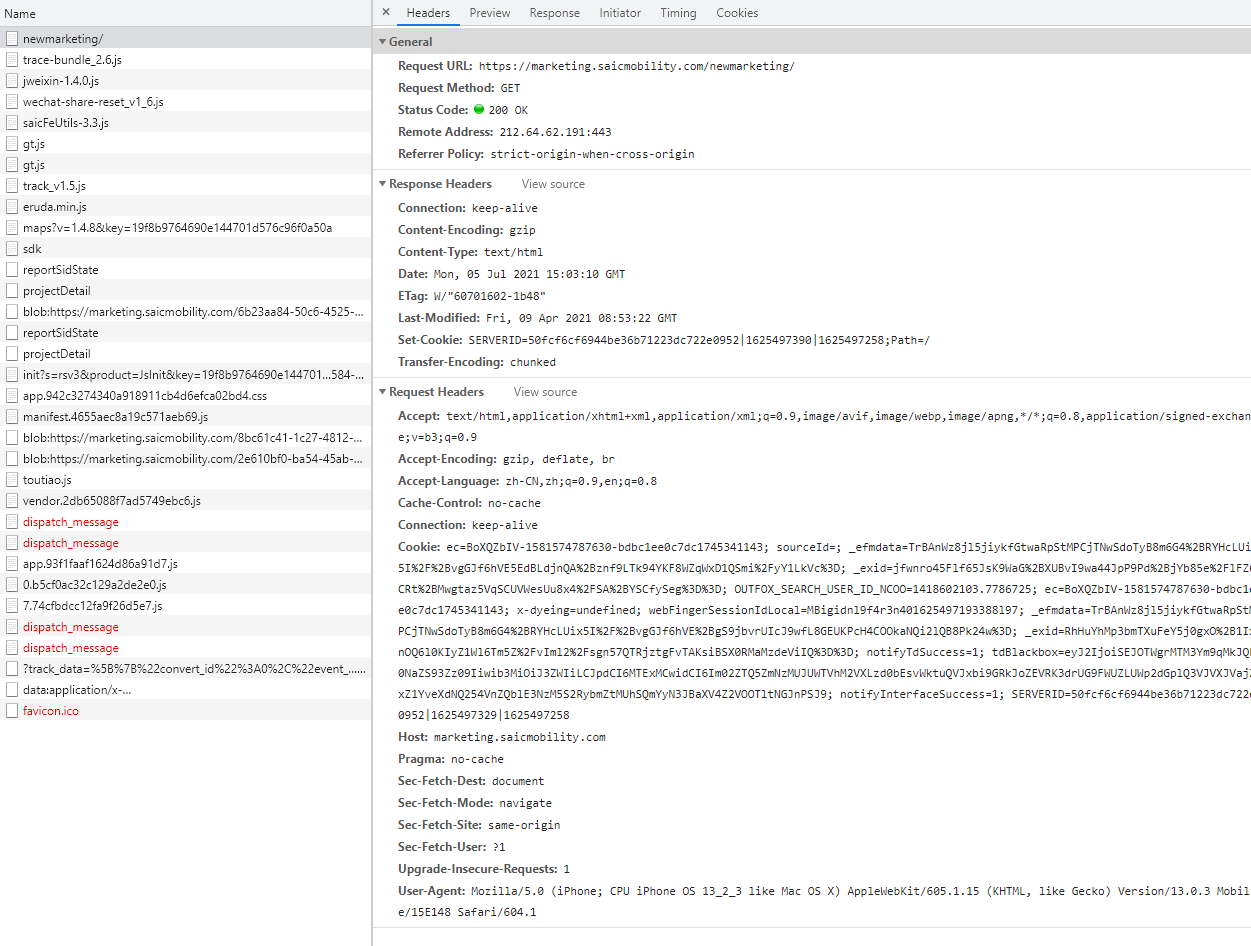 Name
newmarketing/
trace-bundle_2.6.js
jweixin-1.4.0.js
wechat-share-reset_v1_6.js
saicFeUtils-3.3.js
gt.js
gt.js
track_v1.5.js
eruda.min.js
maps?v=1.4.8&key=19f8b9764690e144701d576c96f0a50a
sdk
reportSidState
projectDetail
blob:https://marketing.saicmobility.com/6b23aa84-50c6-4525-...
reportSidState
projectDetail
init?s=rsv3&product=JsInit&key=19f8b9764690e144701...584-...
app.942c3274340a918911cb4d6efca02bd4.css
manifest.4655aec8a19c571aeb69.js
blob:https://marketing.saicmobility.com/8bc61c41-1c27-4812-...
blob:https://marketing.saicmobility.com/2e610bf0-ba54-45ab-...
toutiao.js
vendor.2db65088f7ad5749ebc6.js
dispatch_message
dispatch_message
app.93f1faaf1624d86a91d7.js
0.b5cf0ac32c129a2de2e0.js
7.74cfbdcc12fa9f26d5e7.js
dispatch_message
dispatch_message
?track_data=%5B%7B%22convert_id%22%3A0%2C%22event_......
data:application/x-...
favicon.ico
× Headers Preview Response Initiator Timing Cookies
General
Request URL: https://marketing.saicmobility.com/newmarketing/
Request Method: GET
Status Code: 200 OK
Remote Address: 212.64.62.191:443
Referrer Policy: strict-origin-when-cross-origin
Response Headers View source
Connection: keep-alive
Content-Encoding: gzip
Content-Type: text/html
Date: Mon, 05 Jul 2021 15:03:10 GMT
ETag: W/"60701602-1b48"
Last-Modified: Fri, 09 Apr 2021 08:53:22 GMT
Set-Cookie: SERVERID=50fcf6cf6944be36b71223dc722e0952|1625497390|1625497258;Path=/
Transfer-Encoding: chunked
Request Headers View source
Accept: text/html,application/xhtml+xml,application/xml;q=0.9,image/avif,image/webp,image/apng,*/*;q=0.8,application/signed-exchan
e;v=b3;q=0.9
Accept-Encoding: gzip, deflate, br
Accept-Language: zh-CN,zh;q=0.9,en;q=0.8
Cache-Control: no-cache
Connection: keep-alive
Cookie: ec=BoXQZbIV-1581574787630-bdbc1ee0c7dc1745341143; sourceId=; _efmdata=TrBAnWz8jl5jiykfGtwaRpStMPCjTNwSdoTyB8m6G4%2BRYHcLUi
5I%2F%2BvgGJf6hVE5EdBLdjnQA%2Bznf9LTk94YKF8WZqWxD1QSmi%2FyY1LkVc%3D; _exid=jfwnro45Flf65JsK9WaG%2BXUBvI9wa44JpP9Pd%2BjYb85e%2FlFZ
CRt%2BMwgtaz5VqSCUVWesUu8x4%2FSA%2BYSCfySeg%3D%3D; OUTFOX_SEARCH_USER_ID_NCOO=1418602103.7786725; ec=BoXQZbIV-1581574787630-bdbc1e
e0c7dc1745341143; x-dyeing=undefined; webFingerSessionIdLocal=MBigidnl9f4r3n401625497193388l97; _efmdata=TrBAnWz8jl5jiykfGtwaRpStM
PCjTNwSdoTyB8m6G4%2BRYHcLUix5I%2F%2BvgGJf6hVE%2BgS9jbvrUIcJ9wfL8GEUKPcH4COOkaNQi2lQB8Pk24w%3D; _exid=RhHuYhMp3bmTXuFeY5j0gxO%2B1I
nOQ6l0KIyZ1Wl6Tm5Z%2FvIml2%2Fsgn57QTRjztgFvTAKsiBSX0RMaMzdeViIQ%3D%3D; notifyTdSuccess=1; tdBlackbox=eyJ2IjoiSEJOTWgrMTM3Ym9qMkJQ
0NaZS93Zz09Iiwib3MiOiJ3ZWIiLCJpdCI6MTExMCwidCI6Im02ZTQ5ZmNzMUJUWTVhM2VXLzd0bEsvWktuQVJxbi9GRkJoZEVRK3drUG9FWUZLUWp2dGplQ3VJVXJVaj
xZ1YveXdNQ254VnZQblE3NzM5S2RybmZtMUhSQmYyN3JBaXV4Z2VOOTltNGJnPSJ9; notifyInterfaceSuccess=1; SERVERID=50fcf6cf6944be36b71223dc722e
0952|1625497329|1625497258
Host: marketing.saicmobility.com
Pragma: no-cache
Sec-Fetch-Dest: document
Sec-Fetch-Mode: navigate
Sec-Fetch-Site: same-origin
Sec-Fetch-User: ?1
Upgrade-Insecure-Requests: 1
User-Agent: Mozilla/5.0 (iPhone; CPU iPhone OS 13_2_3 like Mac OS X) AppleWebKit/605.1.15 (KHTML, like Gecko) Version/13.0.3 Mobil
e/15E148 Safari/604.1